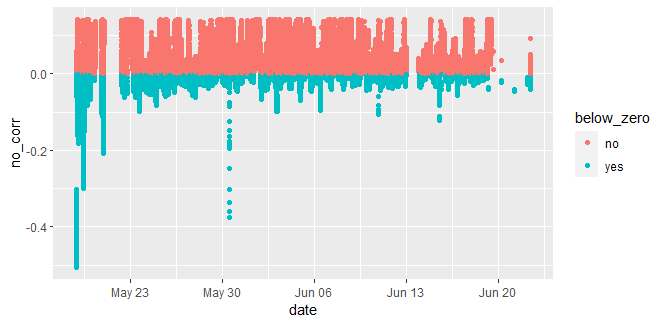 0.0
-0.2
-0.4
no_corr
May 23
May 30
Jun 06
Jun 13
Jun 20
date
below_zero
no
yes